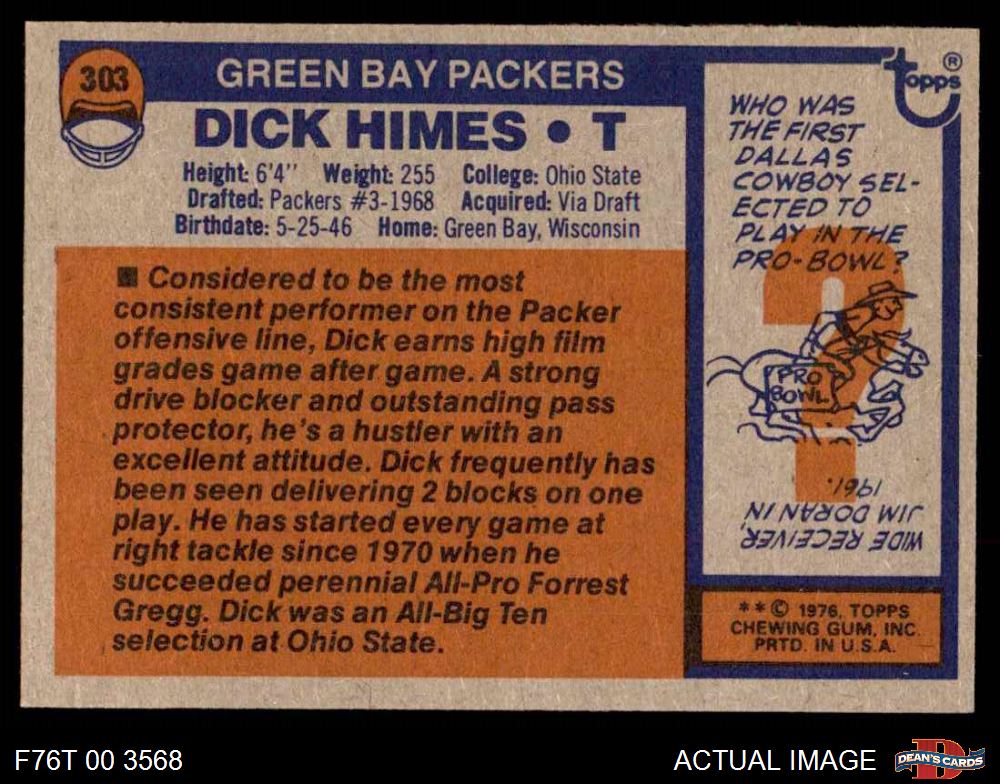 303
GREEN BAY PACKERS
DICK HIMES • T
Height: 6'4" Weight: 255 College: Ohio State
Drafted: Packers #3-1968 Acquired: Via Draft
Birthdate: 5-25-46 Home: Green Bay, Wisconsin
■ Considered to be the most
consistent performer on the Packer
offensive line, Dick earns high film
grades game after game. A strong
drive blocker and outstanding pass
protector, he's a hustler with an
excellent attitude. Dick frequently has
been seen delivering 2 blocks on one
play. He has started every game at
right tackle since 1970 when he
succeeded perennial All-Pro Forrest
Gregg. Dick was an All-Big Ten
selection at Ohio State.
topps ®
WHO WAS
THE FIRST
DALLAS
COWBOY SEL-
ECTED TO
PLAY IN THE
PRO-BOWL?
?
PRO
BOWL
WIDE RECEIVER
JIM DORAN IN
1961.
**© 1976, TOPPS
CHEWING GUM, INC.
PRTD. IN U.S.A.
F76T 00 3568
ACTUAL IMAGE
D
DEAN'S CARDS